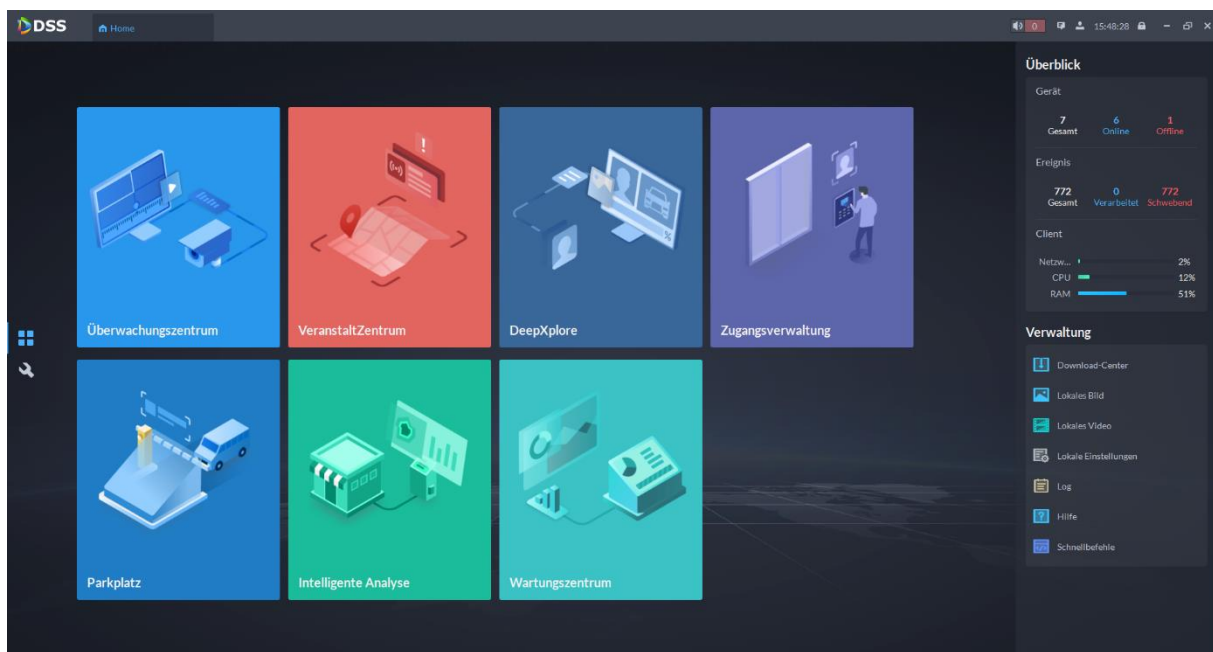 DSS
Home
0
15:48:28
Überblick
Gerät
7 6 1
Gesamt Online Offline
Ereignis
772 0 772
Gesamt Verarbeitet Schwebend
Client
Netzw... 2%
CPU 12%
RAM 51%
Überwachungszentrum
VeranstaltZentrum
DeepXplore
%
Zugangsverwaltung
Parkplatz
Intelligente Analyse
Wartungszentrum
Verwaltung
Download-Center
Lokales Bild
Lokales Video
Lokale Einstellungen
Log
Hilfe
Schnellbefehle